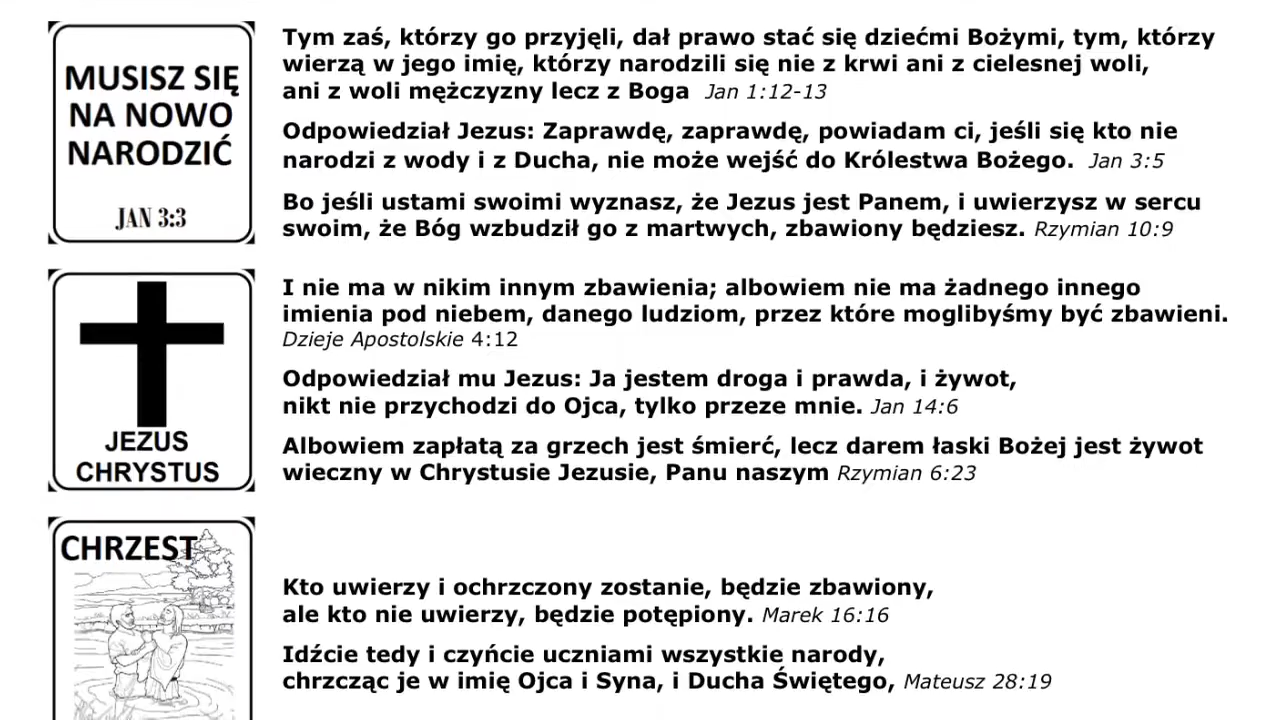 MUSISZ SIĘ
NA NOWO
NARODZIĆ
JAN 3:3
Tym zaś, którzy go przyjęli, dał prawo stać się dziećmi Bożymi, tym, którzy
wierzą w jego imię, którzy narodzili się nie z krwi ani z cielesnej woli,
ani z woli mężczyzny lecz z Boga Jan 1:12-13
Odpowiedział Jezus: Zaprawdę, zaprawdę, powiadam ci, jeśli się kto nie
narodzi z wody i z Ducha, nie może wejść do Królestwa Bożego. Jan 3:5
Bo jeśli ustami swoimi wyznasz, że Jezus jest Panem, i uwierzysz w sercu
swoim, że Bóg wzbudził go z martwych, zbawiony będziesz. Rzymian 10:9
JEZUS
CHRYSTUS
I nie ma w nikim innym zbawienia; albowiem nie ma żadnego innego
imienia pod niebem, danego ludziom, przez które moglibyśmy być zbawieni.
Dzieje Apostolskie 4:12
Odpowiedział mu Jezus: Ja jestem droga i prawda, i żywot,
nikt nie przychodzi do Ojca, tylko przeze mnie. Jan 14:6
Albowiem zapłatą za grzech jest śmierć, lecz darem łaski Bożej jest żywot
wieczny w Chrystusie Jezusie, Panu naszym Rzymian 6:23
CHRZEST
Kto uwierzy i ochrzczony zostanie, będzie zbawiony,
ale kto nie uwierzy, będzie potępiony. Marek 16:16
Idźcie tedy i czyńcie uczniami wszystkie narody,
chrzcząc je w imię Ojca i Syna, i Ducha Świętego, Mateusz 28:19